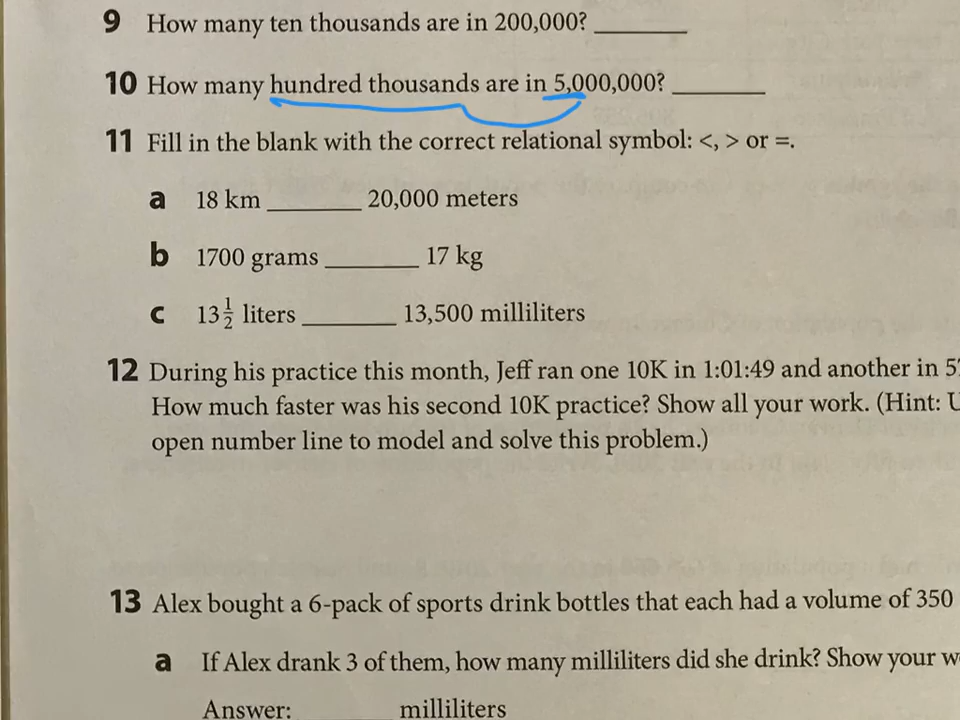 9 How many ten thousands are in 200,000? ________
10 How many hundred thousands are in 5,000,000? ________
11 Fill in the blank with the correct relational symbol: <, > or =.
a 18 km ________ 20,000 meters
b 1700 grams ________ 17 kg
c 13 1/2 liters ________ 13,500 milliliters
12 During his practice this month, Jeff ran one 10K in 1:01:49 and another in
How much faster was his second 10K practice? Show all your work. (Hint:
open number line to model and solve this problem.)
13 Alex bought a 6-pack of sports drink bottles that each had a volume of 350
a If Alex drank 3 of them, how many milliliters did she drink? Show your
Answer: ________ milliliters